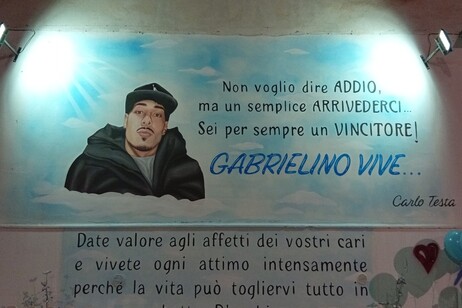 Non voglio dire ADDIO,
ma un semplice ARRIVEDERCI...
Sei per sempre un VINCITORE!
GABRIELINO VIVE...
Carlo Testa
Date valore agli affetti dei vostri cari
e vivete ogni attimo intensamente
perchè la vita può togliervi tutto in